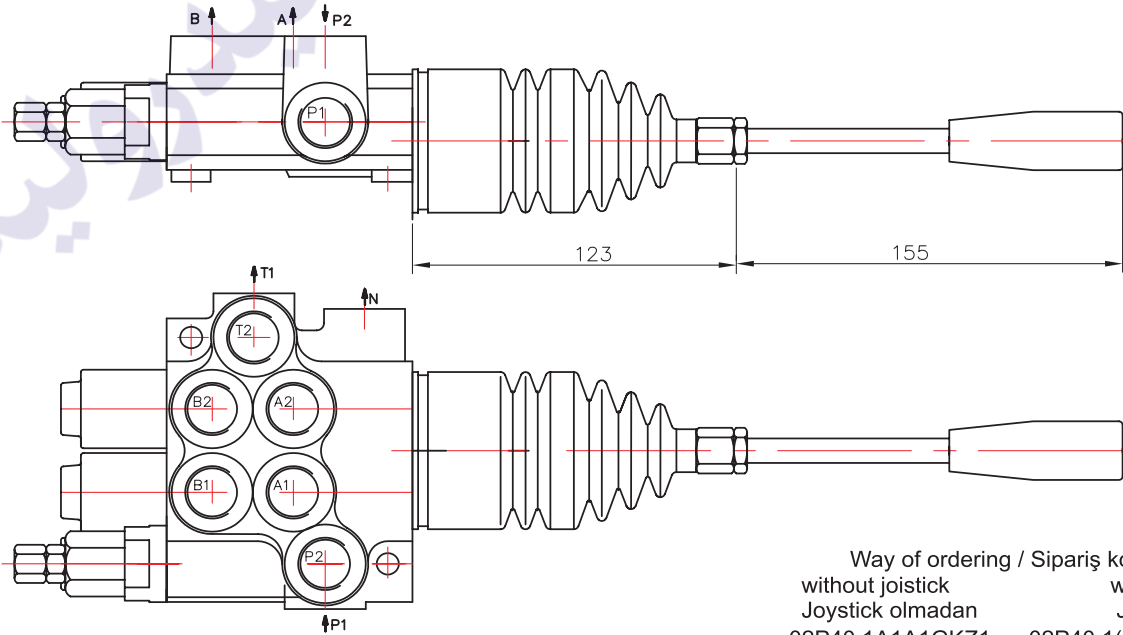 B A P2
P1
123 155
T1
N
T2
B2 A2
B1 A1
P2
P1
Way of ordering / Sipariş
without joistick
Joystick olmadan